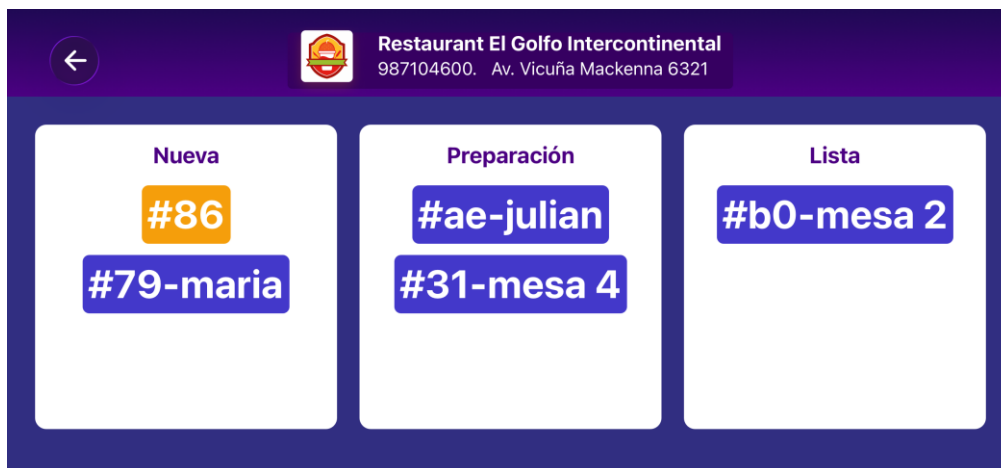 Restaurant El Golfo Intercontinental
987104600. Av. Vicuña Mackenna 6321
Nueva
#86
#79-maria
Preparación
#ae-julian
#31-mesa 4
Lista
#b0-mesa 2